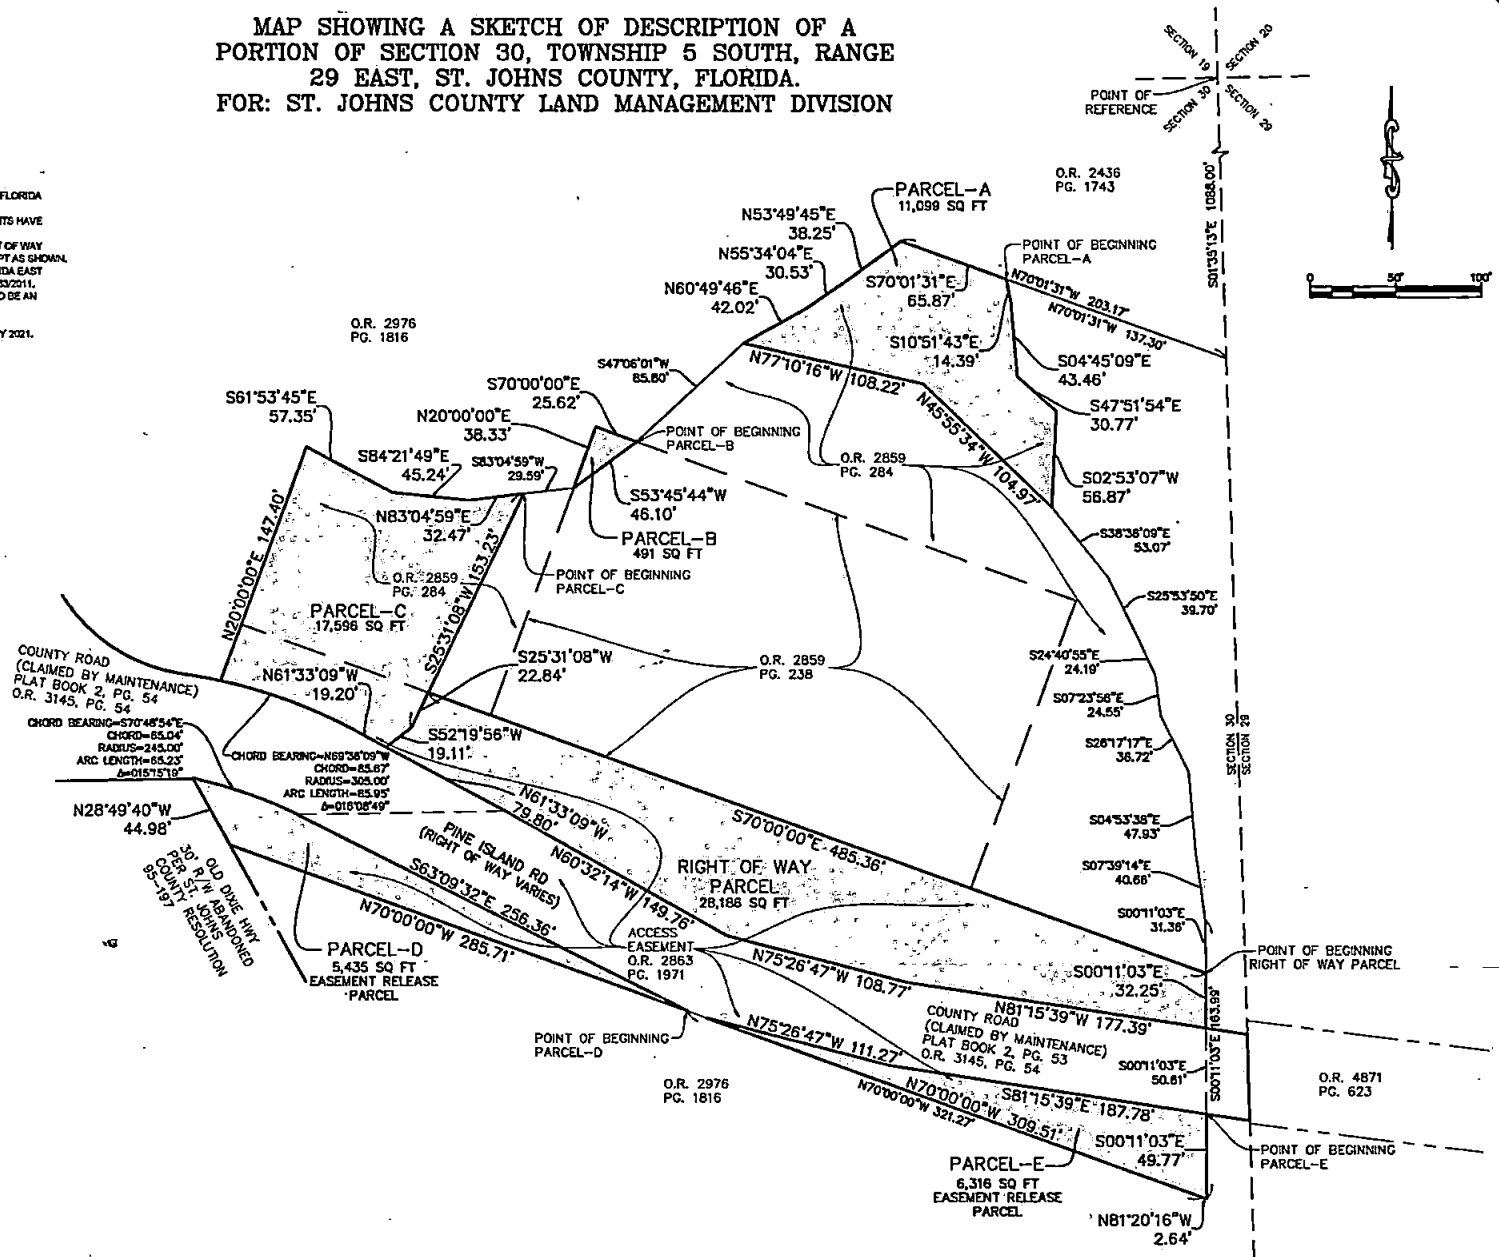 MAP SHOWING A SKETCH OF DESCRIPTION OF A
PORTION OF SECTION 30, TOWNSHIP 5 SOUTH, RANGE
29 EAST, ST. JOHNS COUNTY, FLORIDA.
FOR: ST. JOHNS COUNTY LAND MANAGEMENT DIVISION
SECTION 19
SECTION 20
SECTION 30
SECTION 29
POINT OF
REFERENCE
S01°35'13"E 1088.00'
0 50' 100'
FLORIDA
TS HAVE
OF WAY
PT AS SHOWN.
DA EAST
2011.
O BE AN
Y 2021.
O.R. 2436
PG. 1743
PARCEL-A
11,099 SQ FT
N53°49'45"E
38.25'
N55°34'04"E
30.53'
N60°49'46"E
42.02'
POINT OF BEGINNING
PARCEL-A
S70°01'31"E
65.87'
N70°01'31"W 203.17'
N70°01'31"W 137.30'
S10°51'43"E
14.39'
S04°45'09"E
43.46'
S47°51'54"E
30.77'
S02°53'07"W
56.87'
N77°10'16"W 108.22'
N45°55'34"W 104.97'
O.R. 2976
PG. 1816
S47°06'01"W
85.60'
S70°00'00"E
25.62'
N20°00'00"E
38.33'
POINT OF BEGINNING
PARCEL-B
S61°53'45"E
57.35'
S84°21'49"E
45.24'
S83°04'59"W
29.59'
N83°04'59"E
32.47'
O.R. 2859
PG. 284
S53°45'44"W
46.10'
PARCEL-B
491 SQ FT
POINT OF BEGINNING
PARCEL-C
N20°00'00"E 147.40'
O.R. 2859
PG. 284
PARCEL-C
17,596 SQ FT
S25°31'08"W 153.23'
S38°38'09"E
53.07'
S25°53'50"E
39.70'
S24°40'55"E
24.19'
S07°23'56"E
24.55'
S26°17'17"E
36.72'
S04°53'38"E
47.93'
S07°39'14"E
40.68'
S00°11'03"E
31.36'
O.R. 2859
PG. 238
S25°31'08"W
22.84'
N61°33'09"W
19.20'
S52°19'56"W
19.11'
COUNTY ROAD
(CLAIMED BY MAINTENANCE)
PLAT BOOK 2, PG. 54
O.R. 3145, PG. 54
CHORD BEARING=S70°48'54"E
CHORD=65.04'
RADIUS=245.00'
ARC LENGTH=65.23'
Δ=015°15'19"
CHORD BEARING=N69°38'09"W
CHORD=85.67'
RADIUS=305.00'
ARC LENGTH=85.95'
Δ=016°08'49"
SECTION 30
SECTION 29
N28°49'40"W
44.98'
OLD DIXIE HWY
30' R/W ABANDONED
PER ST. JOHNS
COUNTY RESOLUTION
95-197
N61°33'09"W
79.80'
PINE ISLAND RD
(RIGHT OF WAY VARIES)
S70°00'00"E 485.36'
N60°32'14"W 149.76'
S63°09'32"E 256.36'
N70°00'00"W 285.71'
RIGHT OF WAY
PARCEL
28,186 SQ FT
ACCESS
EASEMENT
O.R. 2863
PG. 1971
PARCEL-D
5,435 SQ FT
EASEMENT RELEASE
PARCEL
POINT OF BEGINNING
PARCEL-D
N75°26'47"W 108.77'
N81°15'39"W 177.39'
S00°11'03"E
32.25'
POINT OF BEGINNING
RIGHT OF WAY PARCEL
S00°11'03"E 163.99'
COUNTY ROAD
(CLAIMED BY MAINTENANCE)
PLAT BOOK 2, PG. 53
O.R. 3145, PG. 54
N75°26'47"W 111.27'
S00°11'03"E
50.61'
S81°15'39"E 187.78'
N70°00'00"W 309.51'
N70°00'00"W 321.27'
O.R. 2976
PG. 1816
O.R. 4871
PG. 623
S00°11'03"E
49.77'
POINT OF BEGINNING
PARCEL-E
PARCEL-E
6,316 SQ FT
EASEMENT RELEASE
PARCEL
N81°20'16"W
2.64'